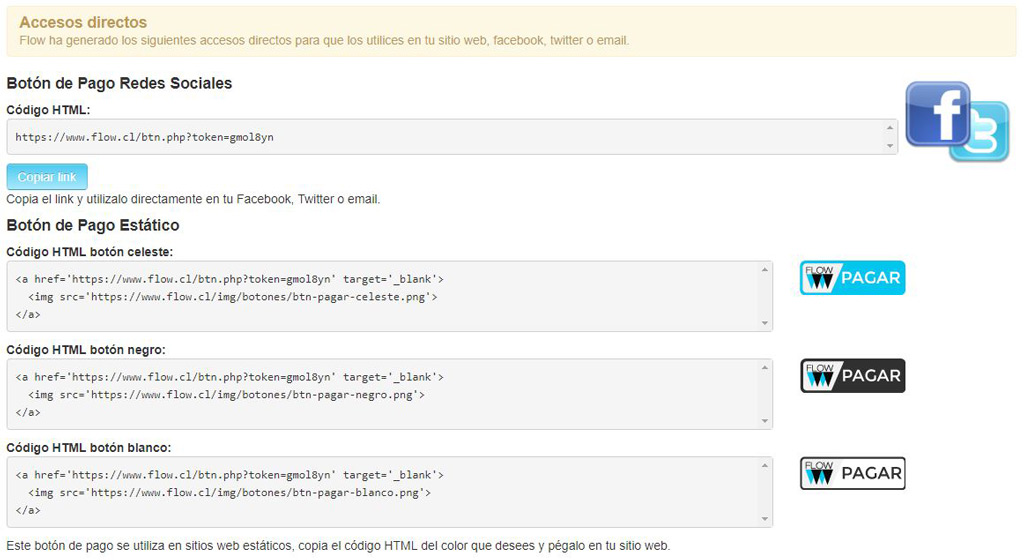 Accesos directos
Flow ha generado los siguientes accesos directos para que los utilices en tu sitio web, facebook, twitter o email.
Botón de Pago Redes Sociales
Código HTML:
https://www.flow.cl/btn.php?token=gmol8yn
Copiar link
Copia el link y utilizalo directamente en tu Facebook, Twitter o email.
Botón de Pago Estático
Código HTML botón celeste:
<a href='https://www.flow.cl/btn.php?token=gmol8yn' target='_blank'>
<img src='https://www.flow.cl/img/botones/btn-pagar-celeste.png'>
</a>
FLOW PAGAR
Código HTML botón negro:
<a href='https://www.flow.cl/btn.php?token=gmol8yn' target='_blank'>
<img src='https://www.flow.cl/img/botones/btn-pagar-negro.png'>
</a>
FLOW PAGAR
Código HTML botón blanco:
<a href='https://www.flow.cl/btn.php?token=gmol8yn' target='_blank'>
<img src='https://www.flow.cl/img/botones/btn-pagar-blanco.png'>
</a>
FLOW PAGAR
Este botón de pago se utiliza en sitios web estáticos, copia el código HTML del color que desees y pégalo en tu sitio web.